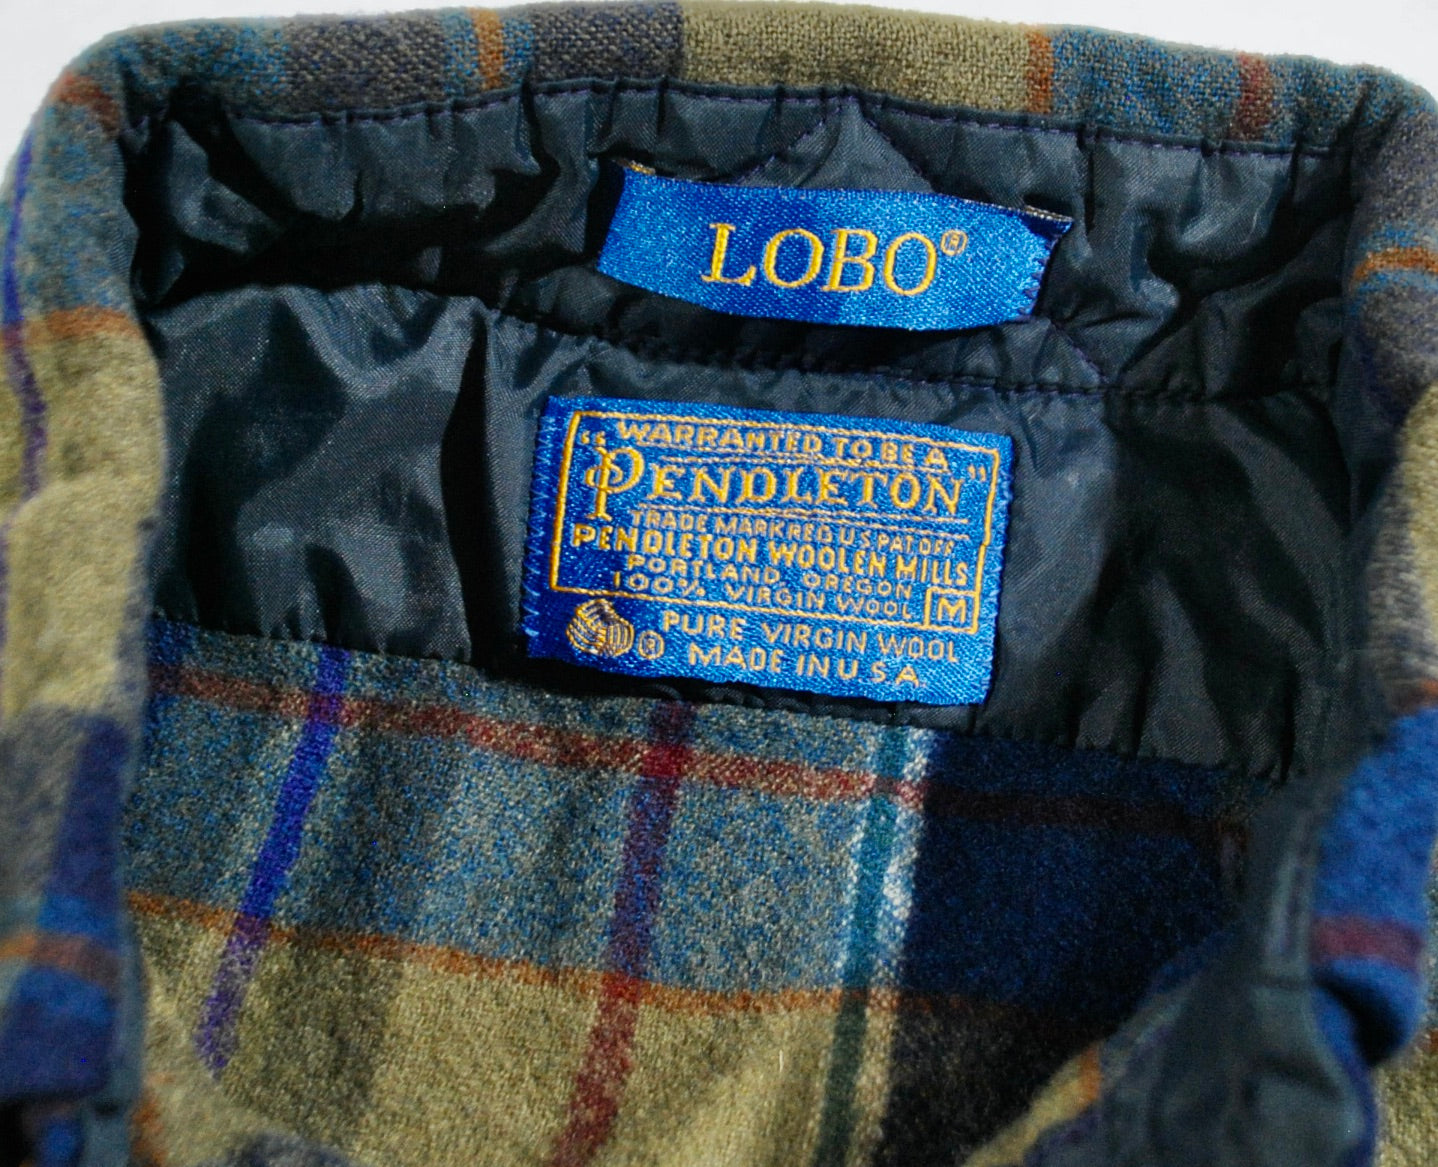 LOBO®
"WARRANTED TO BE A
PENDLETON"
TRADE MARK RED U.S. PAT. OFF.
PENDLETON WOOLEN MILLS
PORTLAND, OREGON
100% VIRGIN WOOL M
® PURE VIRGIN WOOL
MADE IN U S A